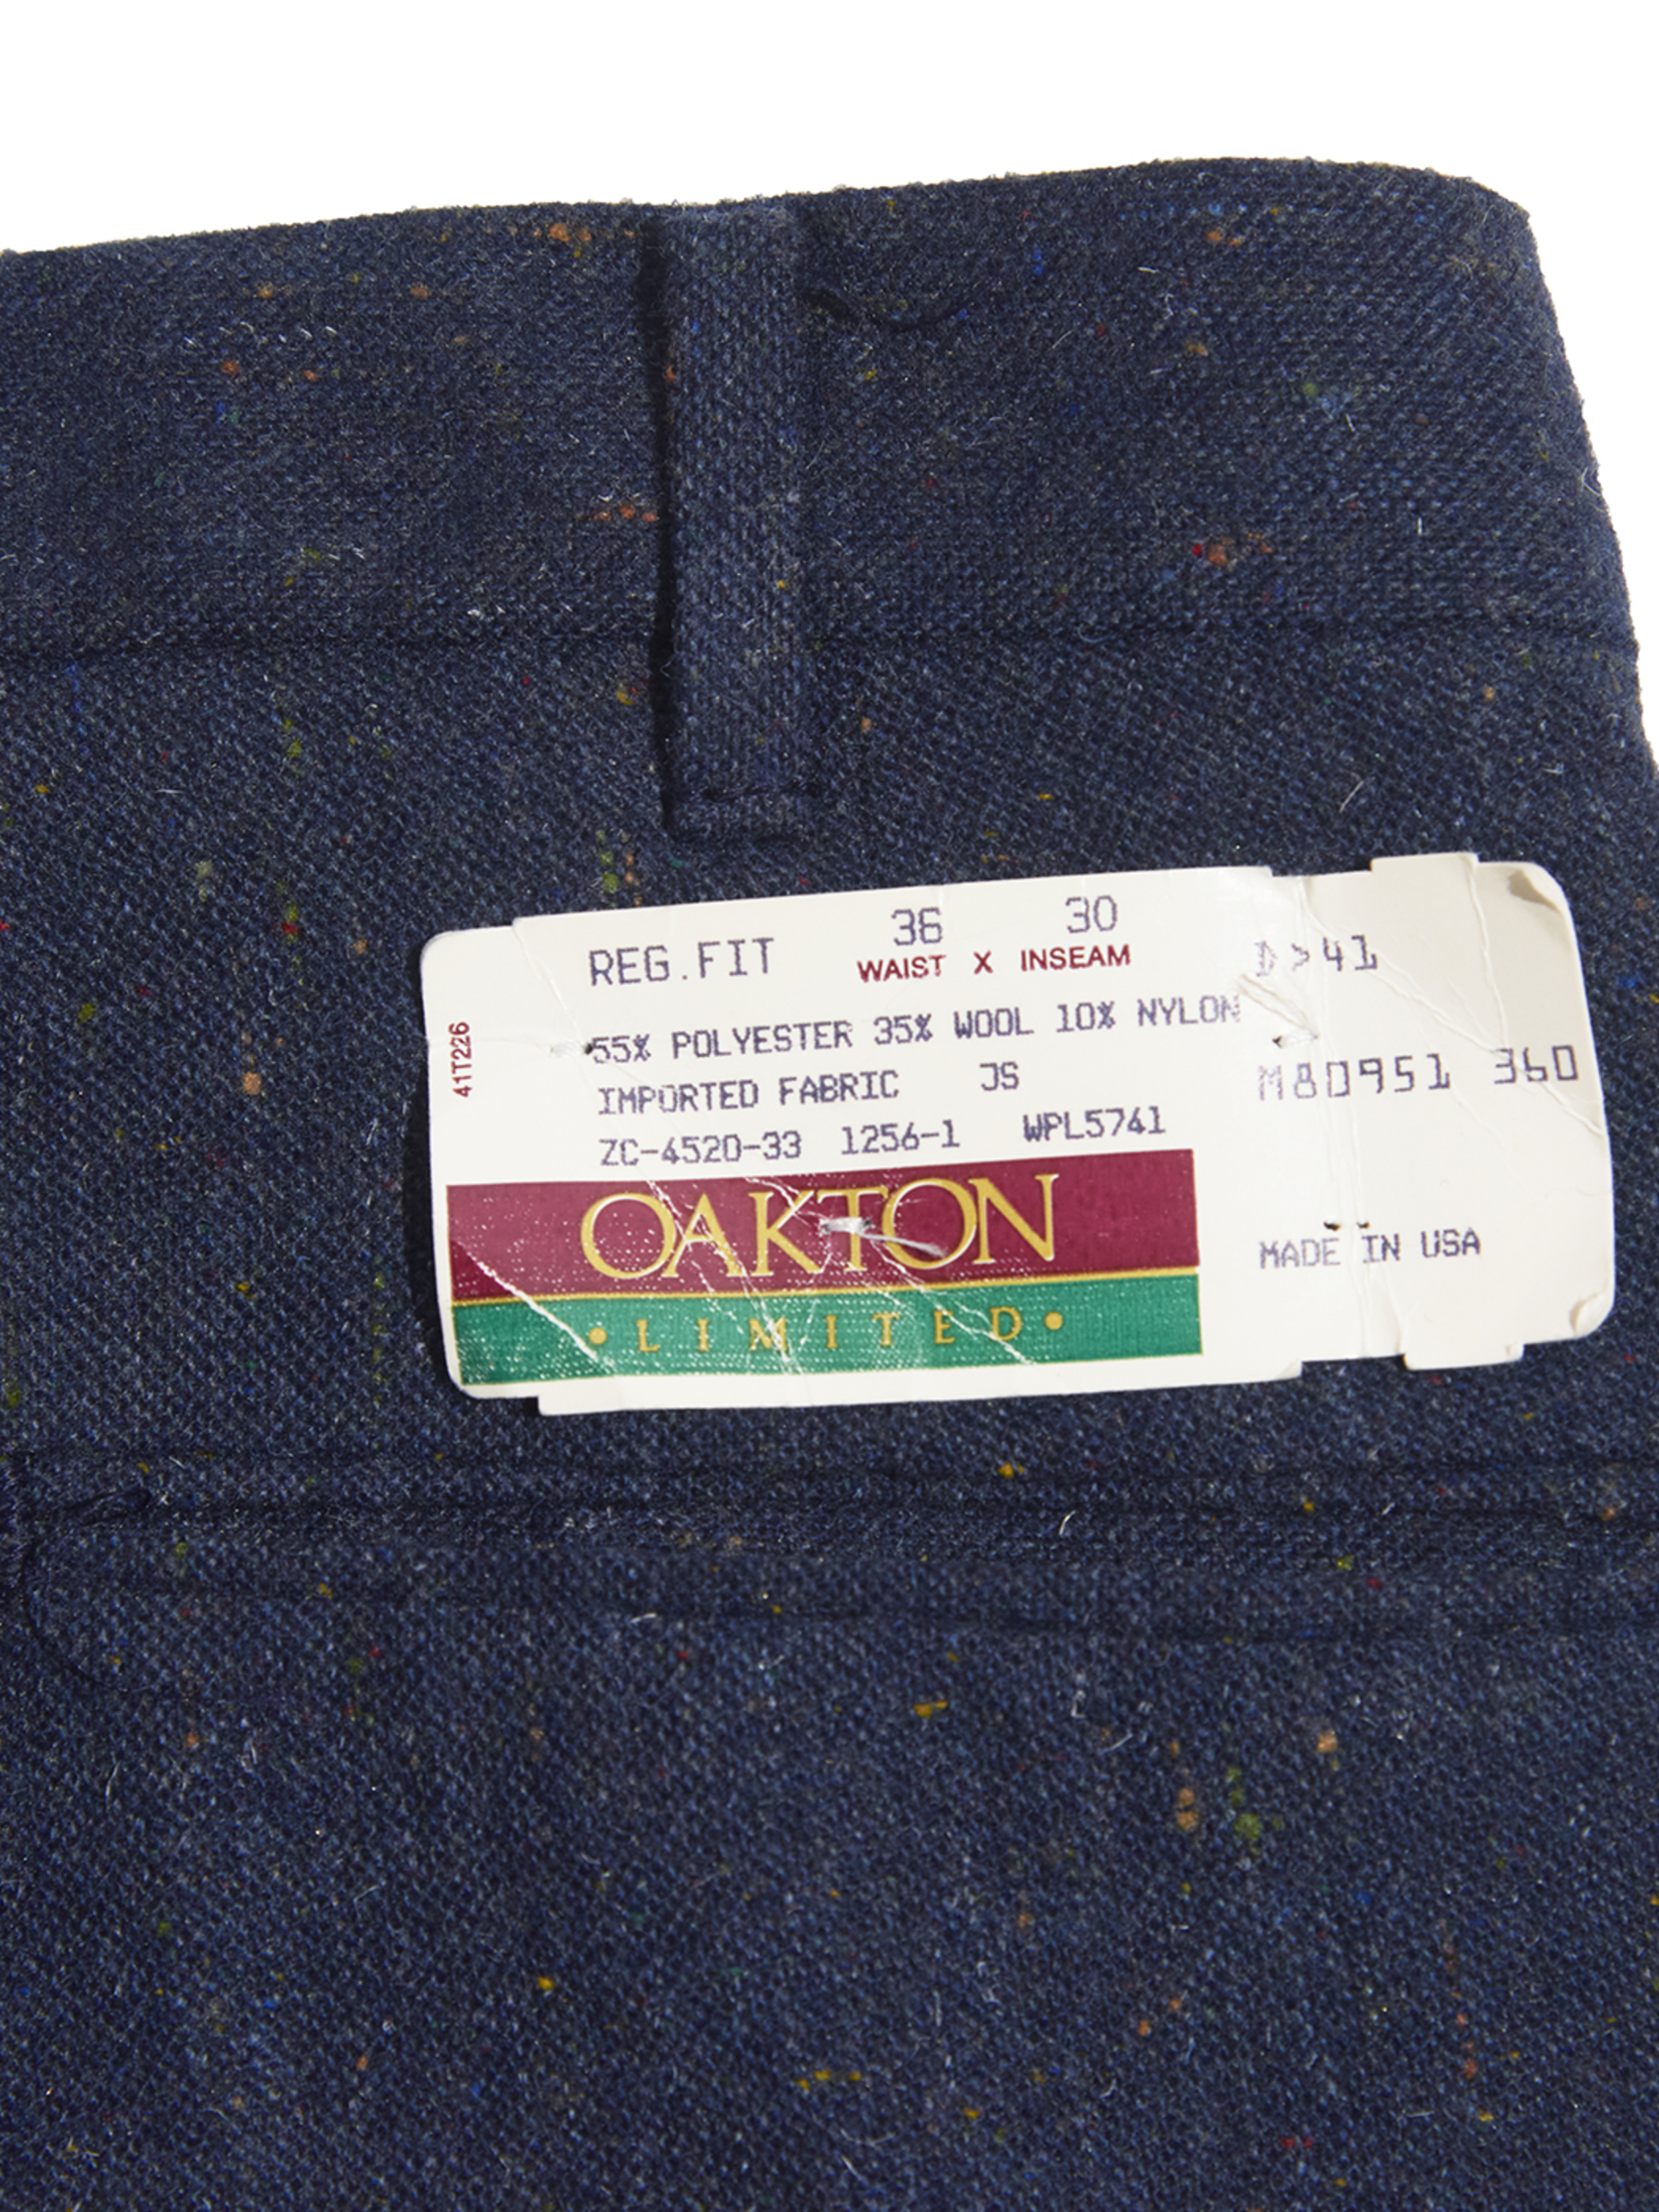 36 30
REG.FIT WAIST X INSEAM D>41
41T226
55% POLYESTER 35% WOOL 10% NYLON
IMPORTED FABRIC JS M80951 360
ZC-4520-33 1256-1 WPL5741
OAKTON
•LIMITED•
MADE IN USA